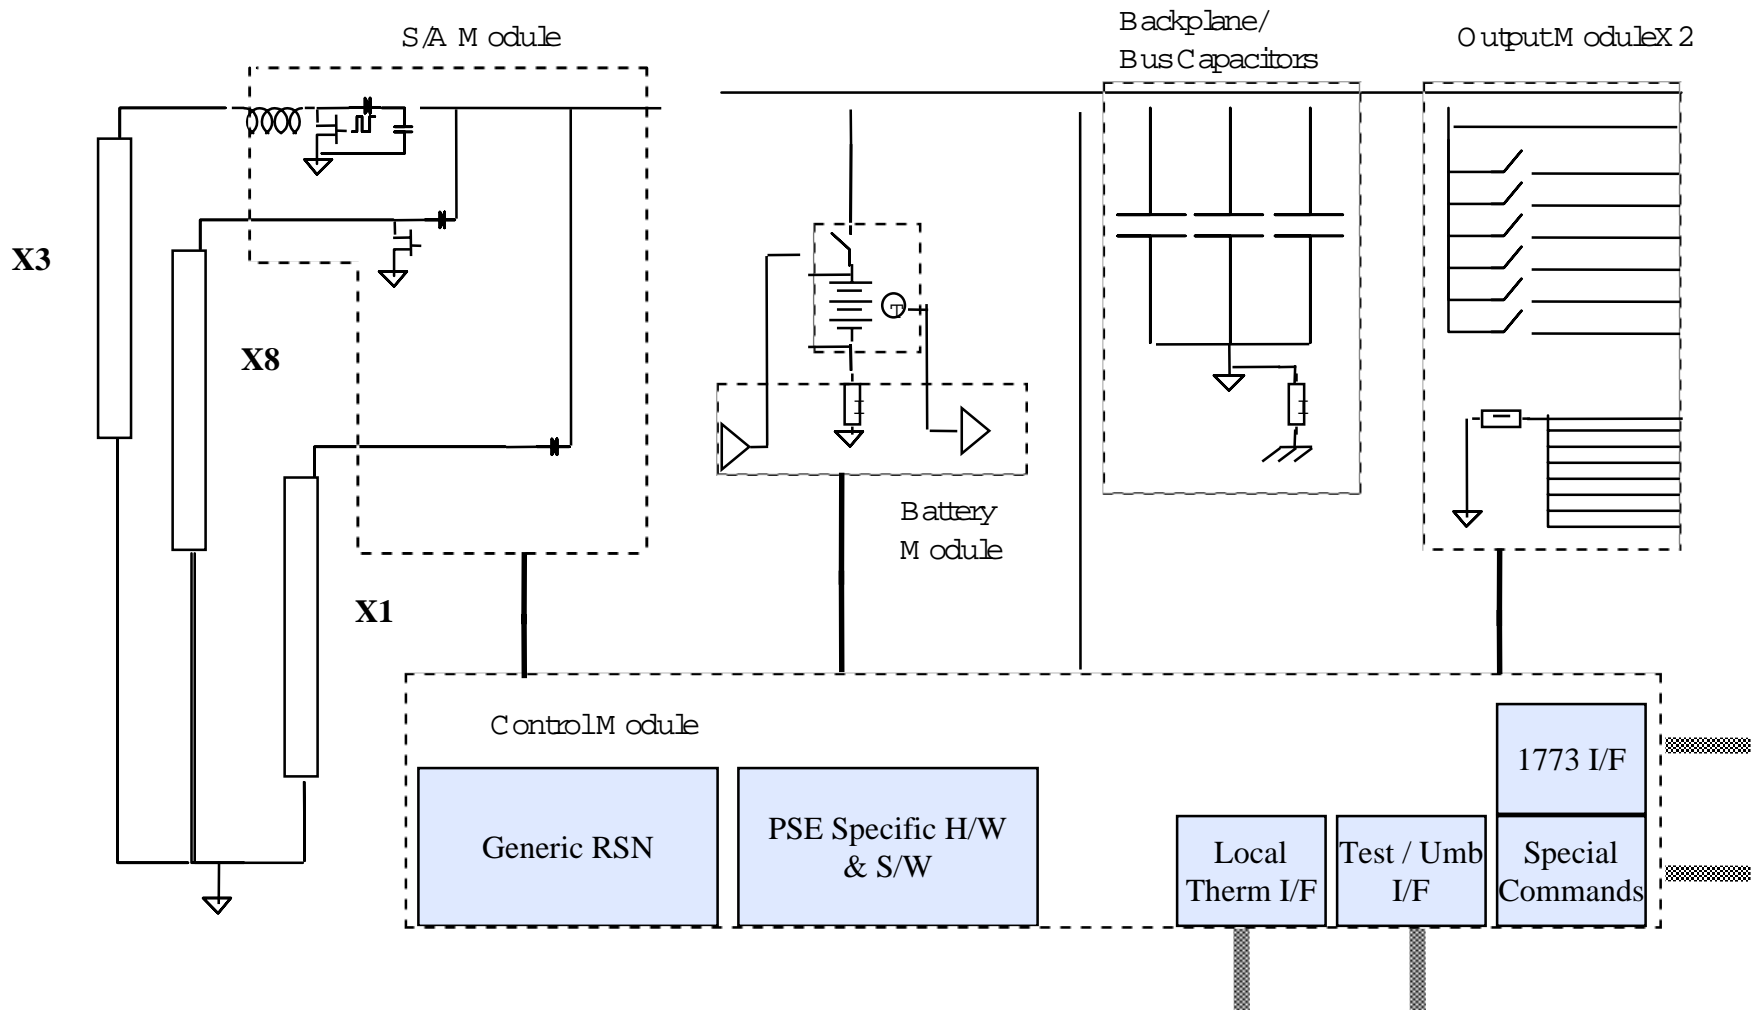 S/A Module
Backplane/
Bus Capacitors
Output Module X 2
X3
T
X8
Battery
Module
X1
Control Module
Generic RSN
PSE Specific H/W
& S/W
Local
Therm I/F
Test / Umb
I/F
1773 I/F
Special
Commands